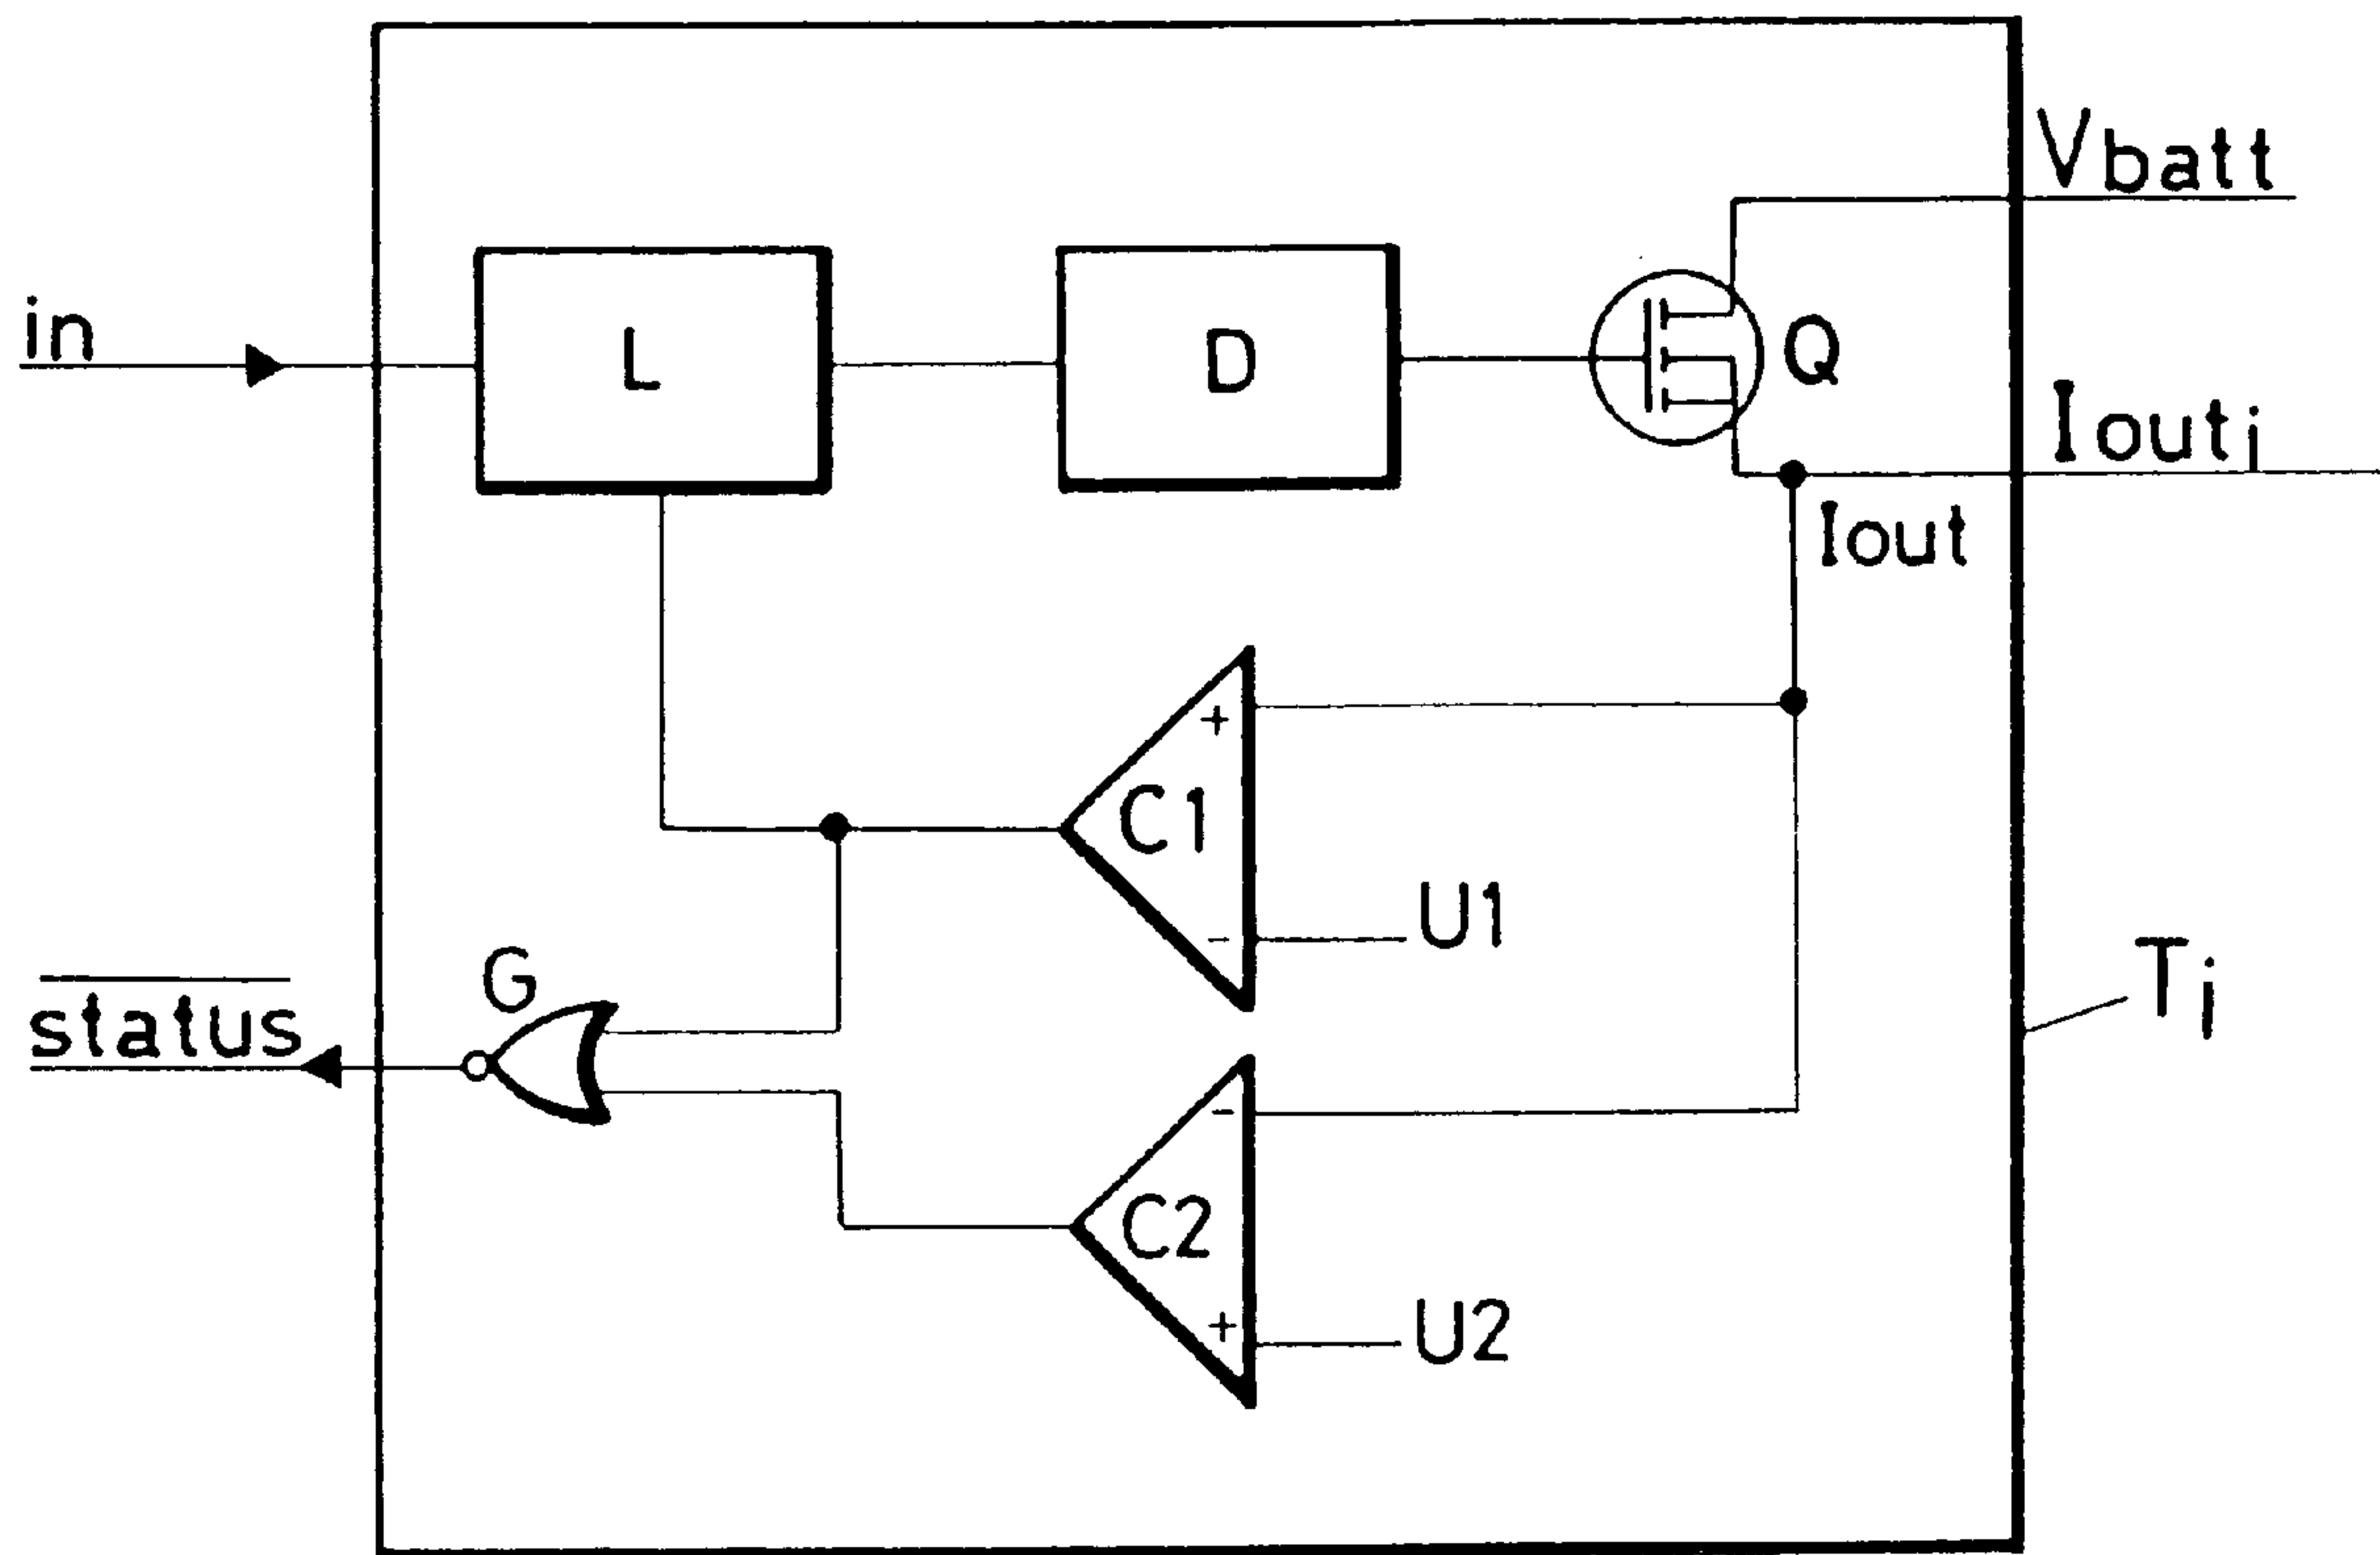 Vbatt
in
L
D
Q
Iouti
Iout
+
C1
-
U1
G
status
Ti
-
C2
+
U2